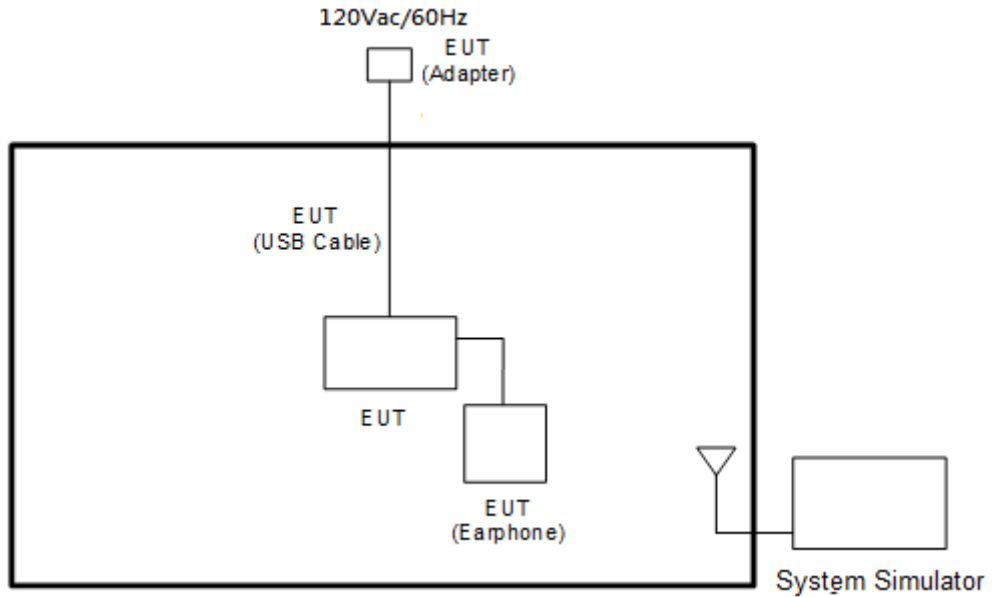 120Vac/60Hz
EUT
(Adapter)
EUT
(USB Cable)
EUT
EUT
(Earphone)
System Simulator